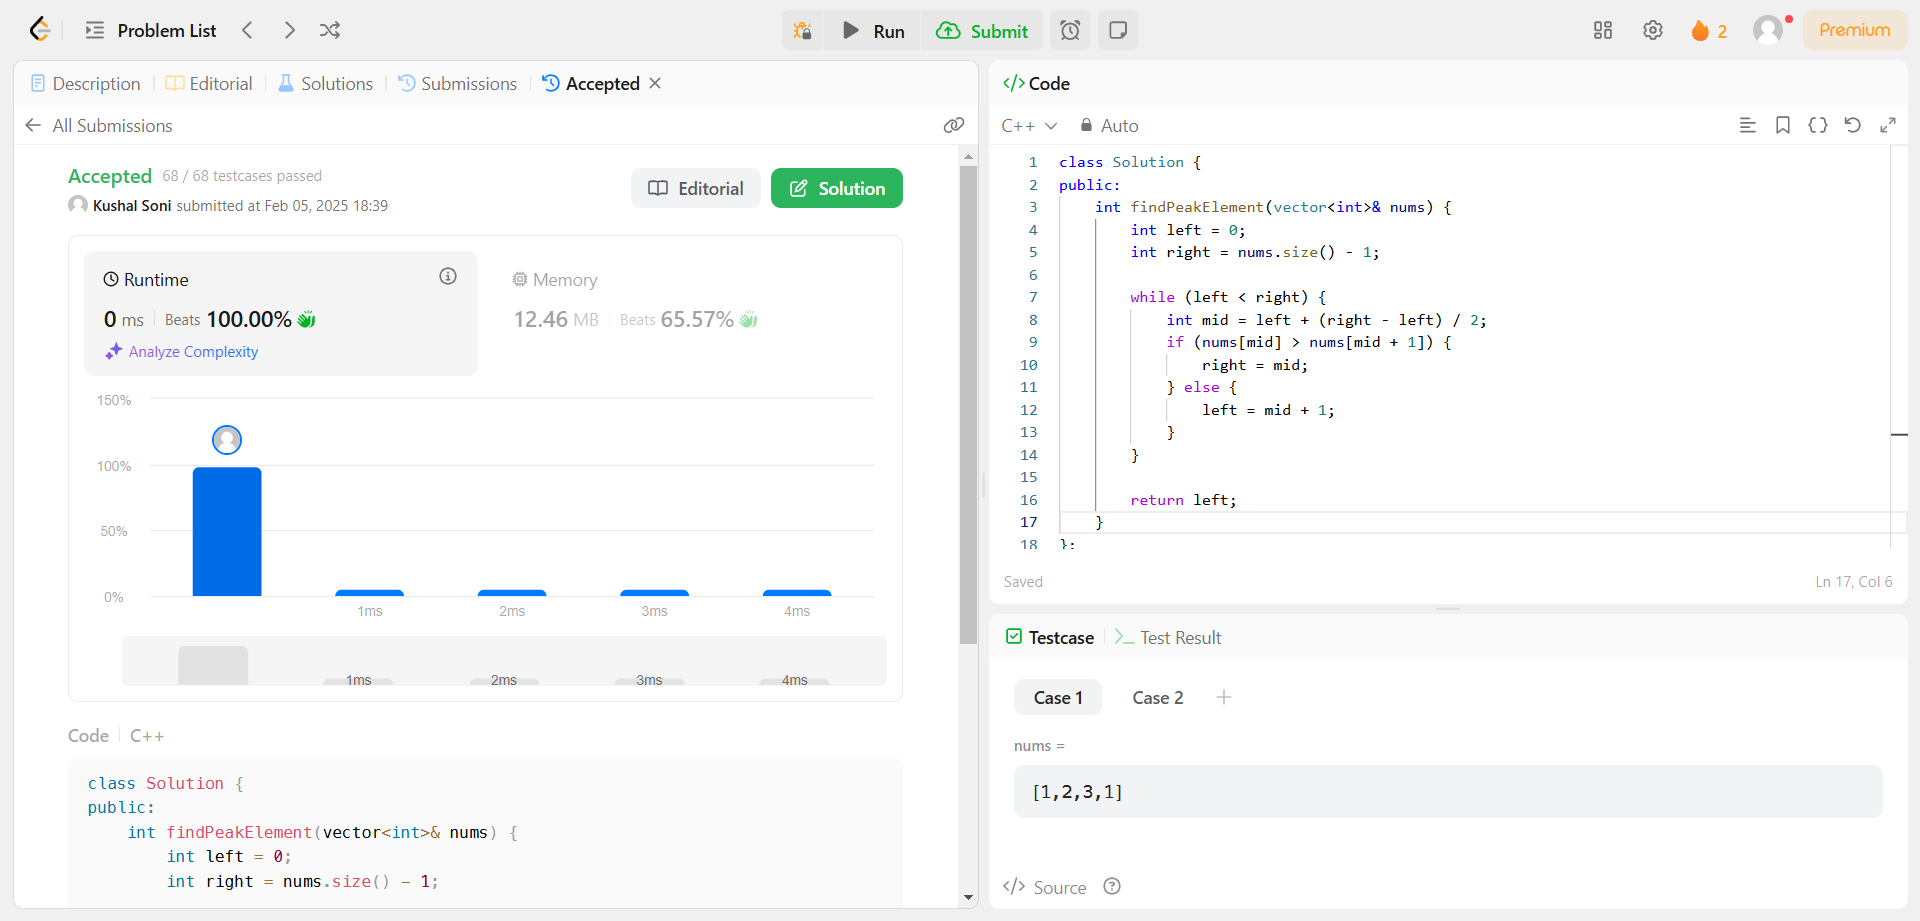 Problem List
Run
Submit
2
Premium
Description
Editorial
Solutions
Submissions
Accepted
All Submissions
Accepted 68 / 68 testcases passed
Kushal Soni submitted at Feb 05, 2025 18:39
Editorial
Solution
Runtime
0 ms Beats 100.00%
Analyze Complexity
Memory
12.46 MB Beats 65.57%
150%
100%
50%
0%
1ms 2ms 3ms 4ms
1ms 2ms 3ms 4ms
Code C++
class Solution {
public:
    int findPeakElement(vector<int>& nums) {
        int left = 0;
        int right = nums.size() - 1;
</> Code
C++ Auto
1 class Solution {
2 public:
3     int findPeakElement(vector<int>& nums) {
4         int left = 0;
5         int right = nums.size() - 1;
6
7         while (left < right) {
8             int mid = left + (right - left) / 2;
9             if (nums[mid] > nums[mid + 1]) {
10                 right = mid;
11             } else {
12                 left = mid + 1;
13             }
14         }
15
16         return left;
17     }
18 };
Saved
Ln 17, Col 6
Testcase
Test Result
Case 1
Case 2
nums =
[1,2,3,1]
</> Source